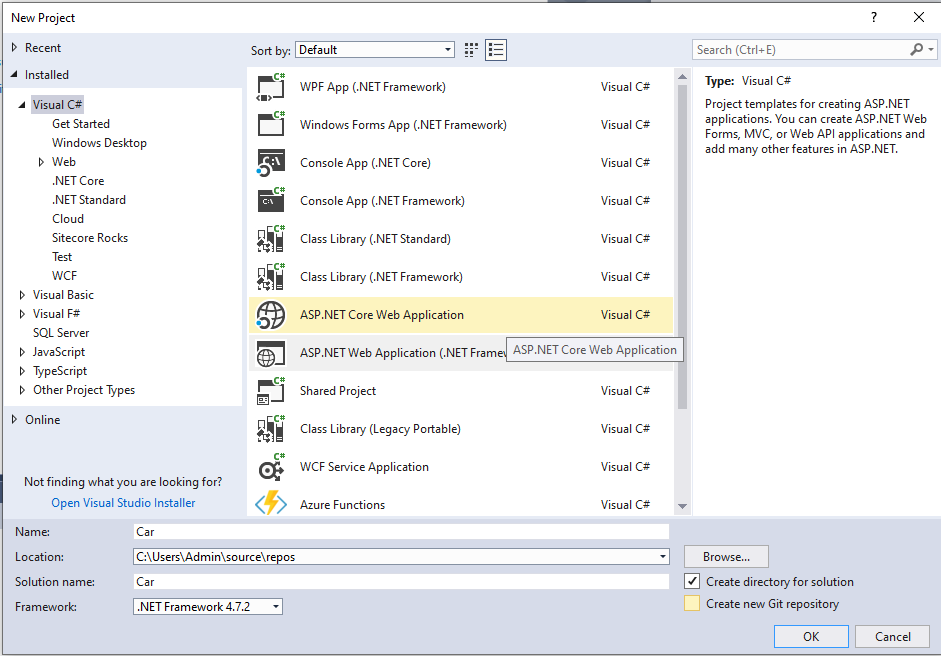 New Project
?
Recent
Installed
Visual C#
Get Started
Windows Desktop
Web
.NET Core
.NET Standard
Cloud
Sitecore Rocks
Test
WCF
Visual Basic
Visual F#
SQL Server
JavaScript
TypeScript
Other Project Types
Online
Not finding what you are looking for?
Open Visual Studio Installer
Sort by: Default
C# WPF App (.NET Framework) Visual C#
C# Windows Forms App (.NET Framework) Visual C#
C:\ Console App (.NET Core) Visual C#
C# C:\ Console App (.NET Framework) Visual C#
C# Class Library (.NET Standard) Visual C#
C# Class Library (.NET Framework) Visual C#
ASP.NET Core Web Application Visual C#
ASP.NET Web Application (.NET Framew
ASP.NET Core Web Application
C# Shared Project Visual C#
C# Class Library (Legacy Portable) Visual C#
C# WCF Service Application Visual C#
Azure Functions Visual C#
Search (Ctrl+E)
Type: Visual C#
Project templates for creating ASP.NET
applications. You can create ASP.NET Web
Forms, MVC, or Web API applications and
add many other features in ASP.NET.
Name: Car
Location: C:\Users\Admin\source\repos
Browse...
Solution name: Car
Create directory for solution
Framework: .NET Framework 4.7.2
Create new Git repository
OK Cancel